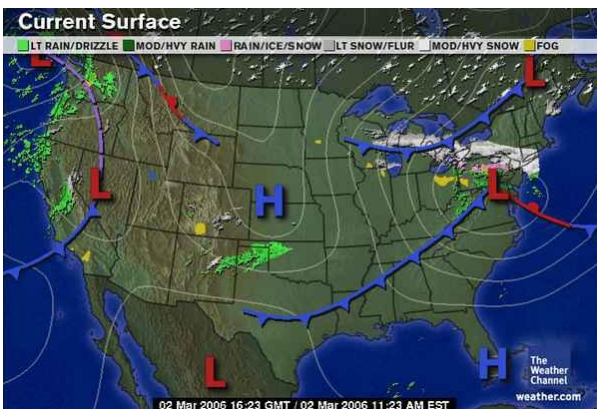 Current Surface
LT RAIN/DRIZZLE MOD/HVY RAIN RAIN/ICE/SNOW LT SNOW/FLUR MOD/HVY SNOW FOG
L
L
L
L
H
L
H
The
Weather
Channel
weather.com
02 Mar 2006 16:23 GMT / 02 Mar 2006 11:23 AM EST